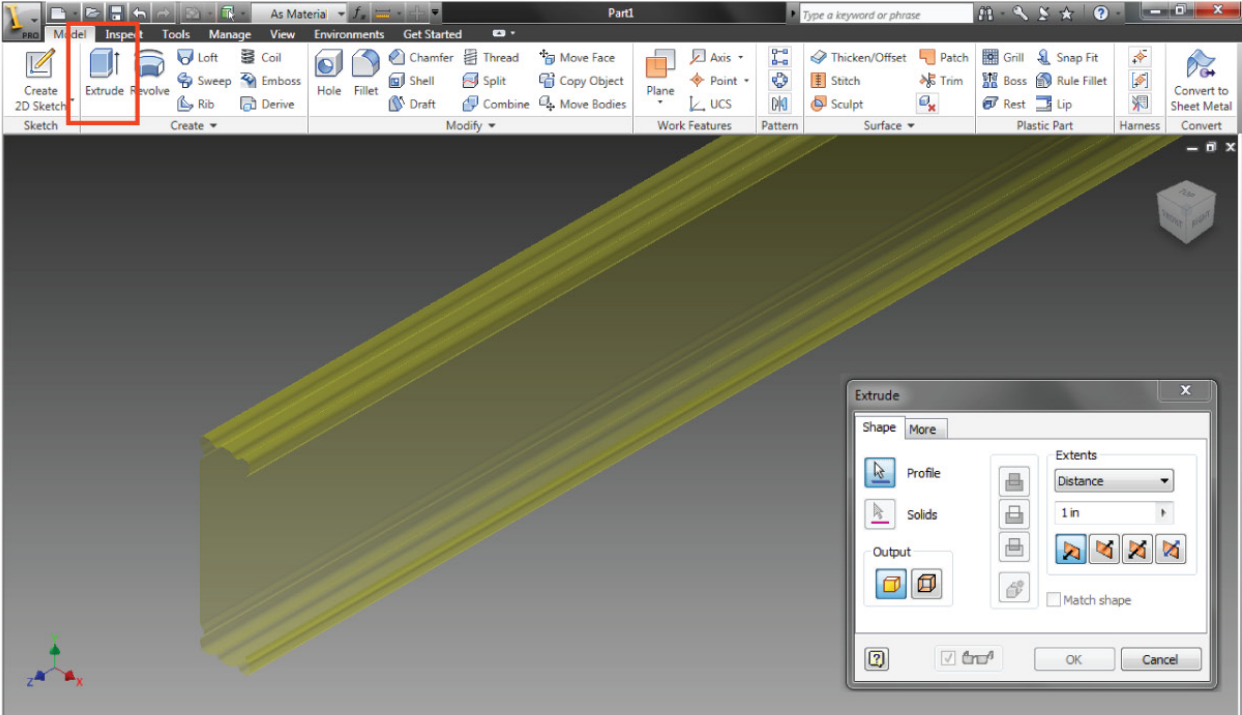 As Material Part1 Type a keyword or phrase
PRO Model Inspect Tools Manage View Environments Get Started
Create 2D Sketch
Extrude
Revolve
Loft
Sweep
Rib
Coil
Emboss
Derive
Hole
Fillet
Chamfer
Shell
Draft
Thread
Split
Combine
Move Face
Copy Object
Move Bodies
Plane
Axis
Point
UCS
Thicken/Offset
Stitch
Sculpt
Patch
Trim
Grill
Boss
Rest
Snap Fit
Rule Fillet
Lip
Convert to
Sheet Metal
Sketch Create Modify Work Features Pattern Surface Plastic Part Harness Convert
TOP
FRONT RIGHT
Extrude X
Shape More
Profile
Solids
Output
Extents
Distance
1 in
Match shape
OK Cancel
Y
Z X